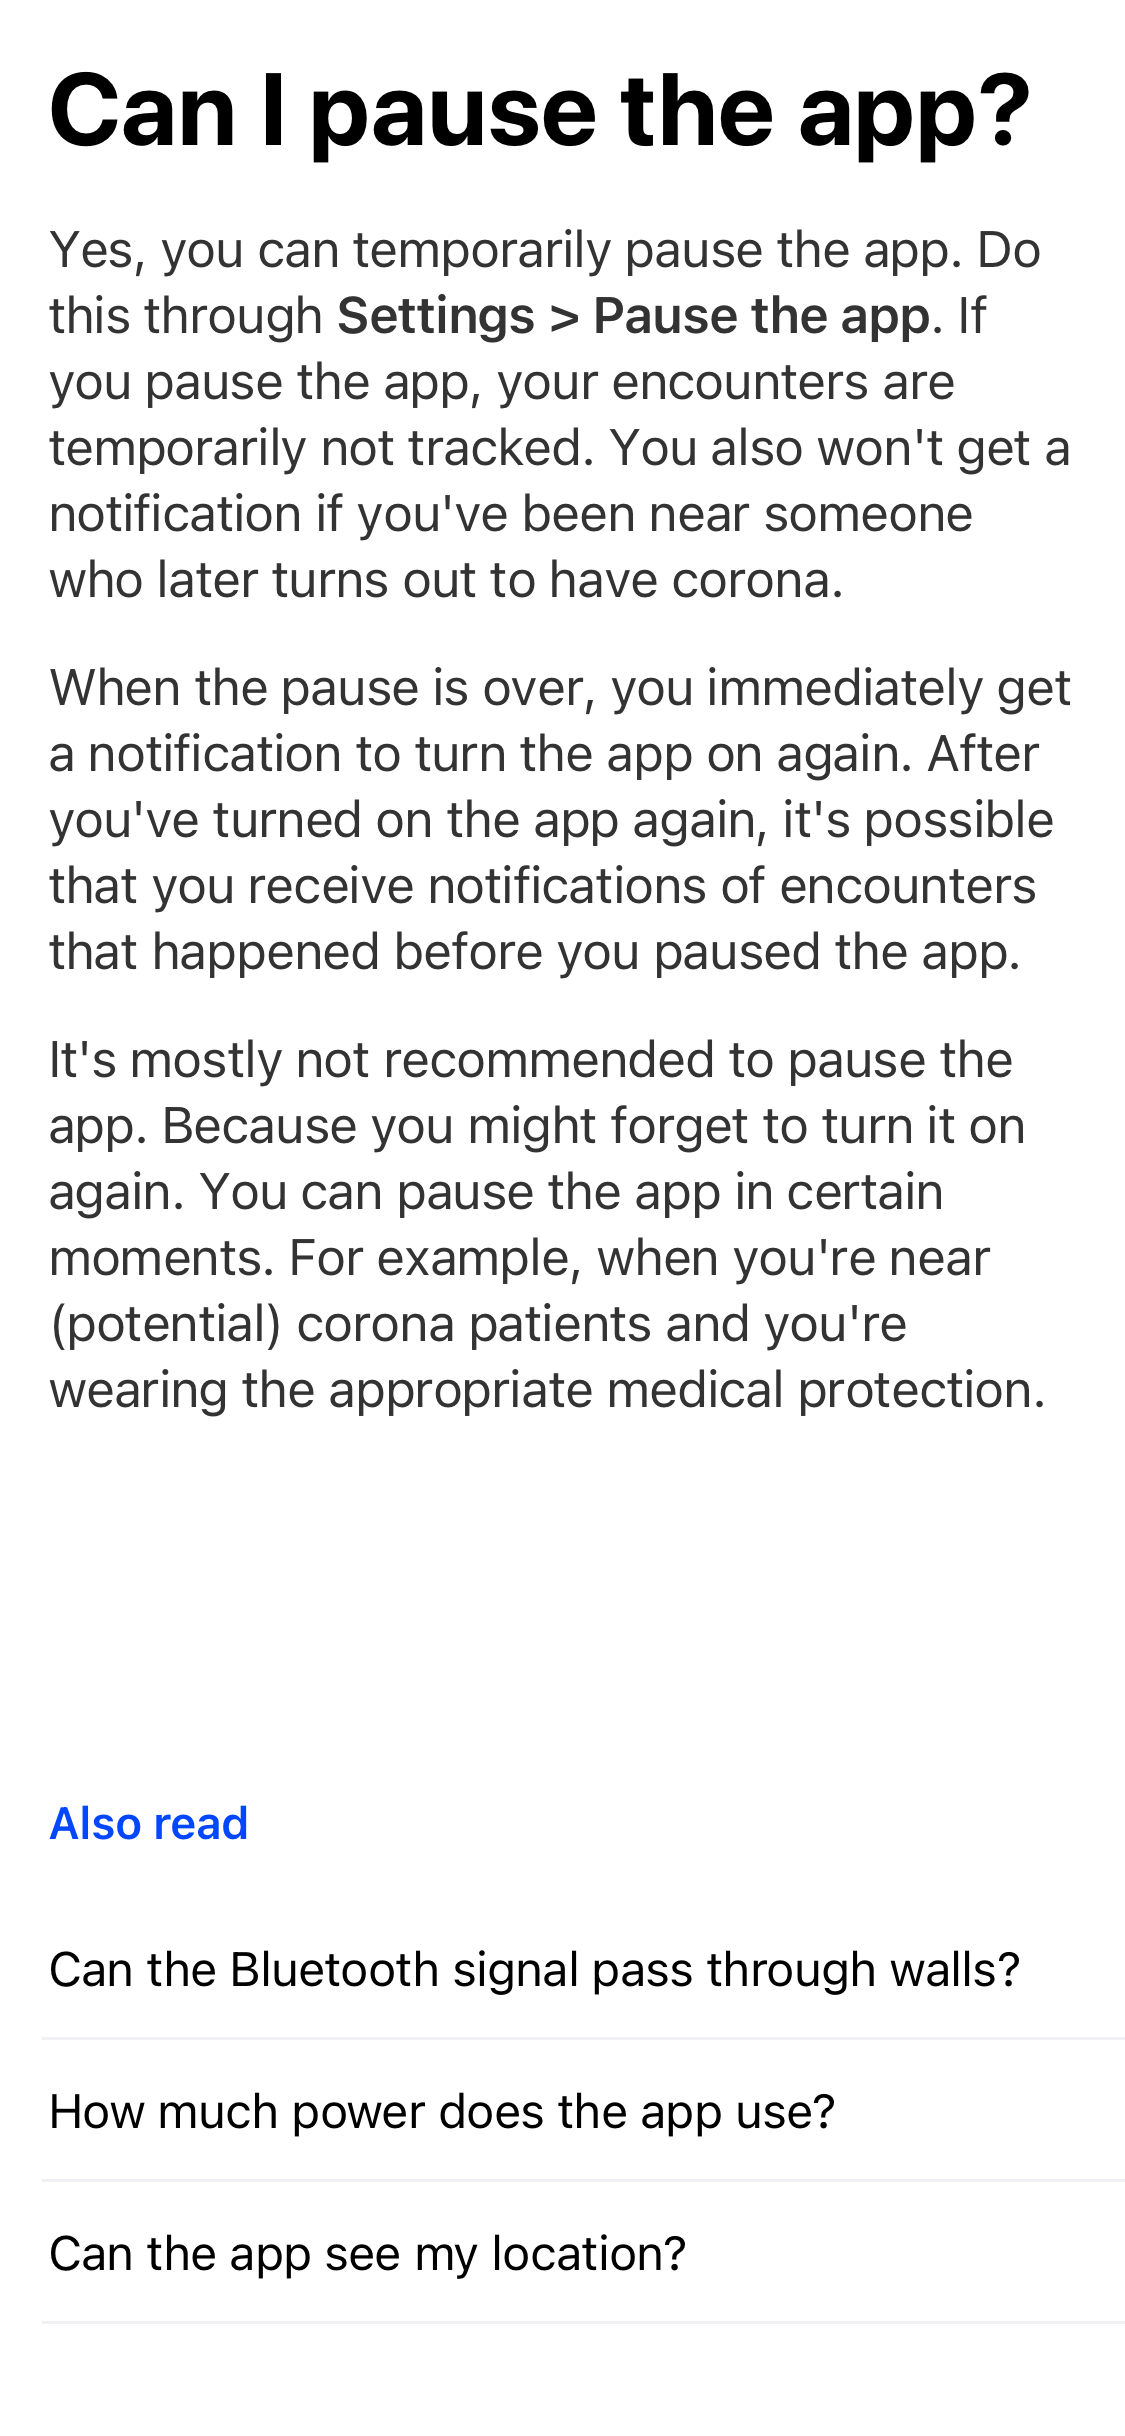 Can I pause the app?
Yes, you can temporarily pause the app. Do
this through Settings > Pause the app. If
you pause the app, your encounters are
temporarily not tracked. You also won't get a
notification if you've been near someone
who later turns out to have corona.
When the pause is over, you immediately get
a notification to turn the app on again. After
you've turned on the app again, it's possible
that you receive notifications of encounters
that happened before you paused the app.
It's mostly not recommended to pause the
app. Because you might forget to turn it on
again. You can pause the app in certain
moments. For example, when you're near
(potential) corona patients and you're
wearing the appropriate medical protection.
Also read
Can the Bluetooth signal pass through walls?
How much power does the app use?
Can the app see my location?